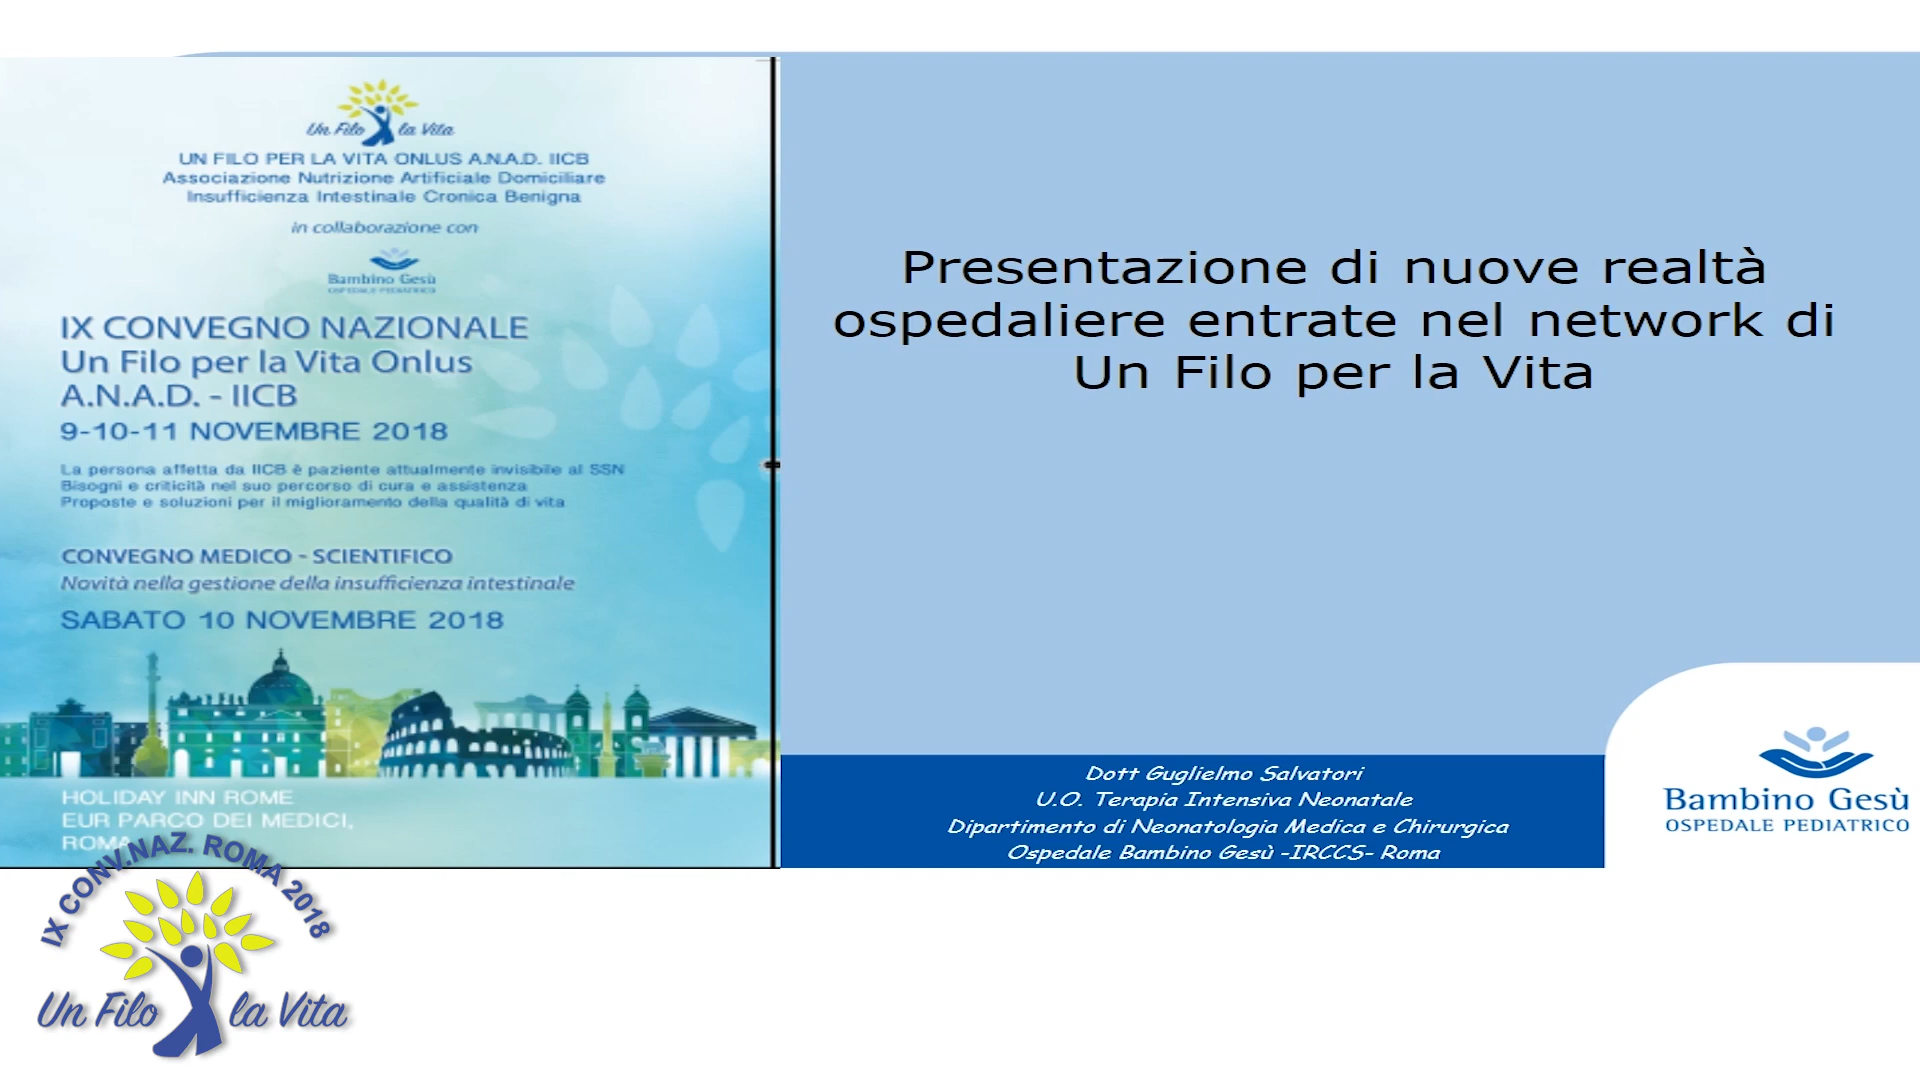 Un Filo la Vita
UN FILO PER LA VITA ONLUS A.N.A.D. IICB
Associazione Nutrizione Artificiale Domiciliare
Insufficienza Intestinale Cronica Benigna
in collaborazione con
Bambino Gesù
OSPEDALE PEDIATRICO
IX CONVEGNO NAZIONALE
Un Filo per la Vita Onlus
A.N.A.D. - IICB
9-10-11 NOVEMBRE 2018
La persona affetta da IICB è paziente attualmente invisibile al SSN
Bisogni e criticità nel suo percorso di cura e assistenza
Proposte e soluzioni per il miglioramento della qualità di vita
CONVEGNO MEDICO - SCIENTIFICO
Novità nella gestione della insufficienza intestinale
SABATO 10 NOVEMBRE 2018
HOLIDAY INN ROME
EUR PARCO DEI MEDICI,
ROMA
IX CONV.NAZ. ROMA 2018
Un Filo la Vita
Presentazione di nuove realtà
ospedaliere entrate nel network di
Un Filo per la Vita
Dott Guglielmo Salvatori
U.O. Terapia Intensiva Neonatale
Dipartimento di Neonatologia Medica e Chirurgica
Ospedale Bambino Gesù -IRCCS- Roma
Bambino Gesù
OSPEDALE PEDIATRICO